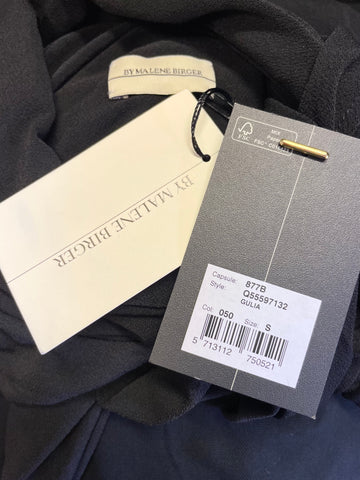 BY MALENE BIRGER
BY MALENE BIRGER
FSC
MIX
Capsule: 877B
Style: Q55597132
GULIA
Col: 050 Size: S
5 713112 750521